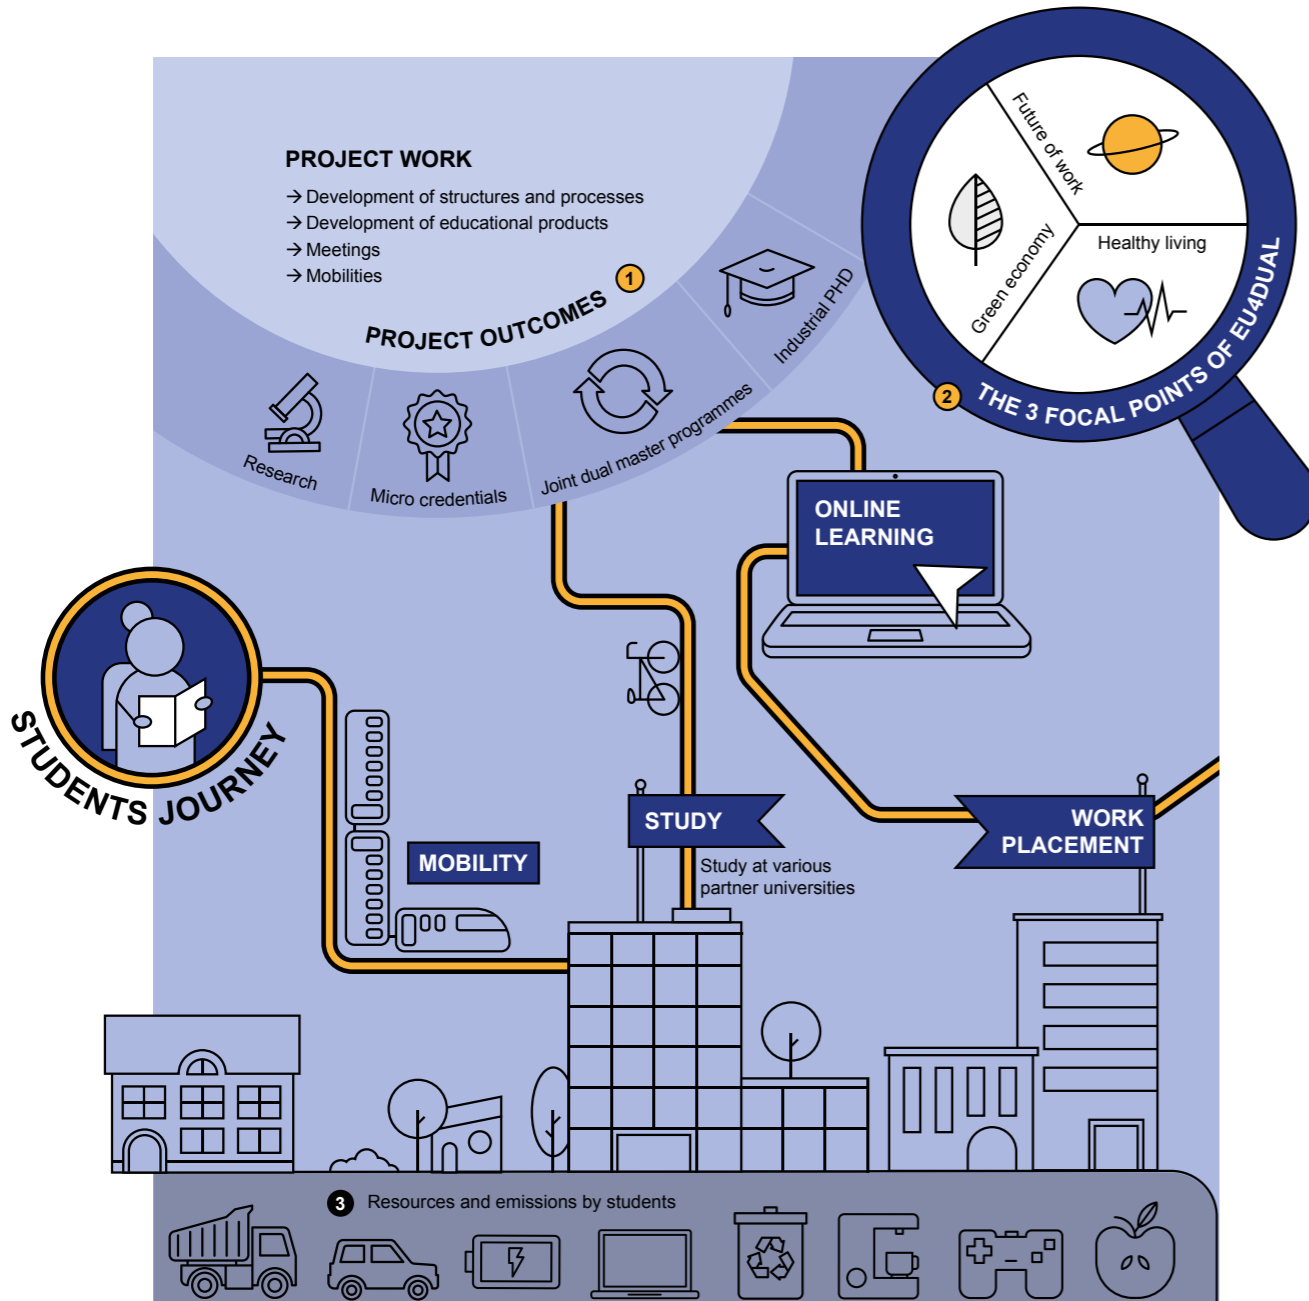 PROJECT WORK
→ Development of structures and processes
→ Development of educational products
→ Meetings
→ Mobilities
PROJECT OUTCOMES 1
Research
Micro credentials
Joint dual master programmes
Industrial PHD
Future of work
Green economy
Healthy living
2 THE 3 FOCAL POINTS OF EU4DUAL
ONLINE
LEARNING
STUDENTS JOURNEY
MOBILITY
STUDY
Study at various
partner universities
WORK
PLACEMENT
3 Resources and emissions by students